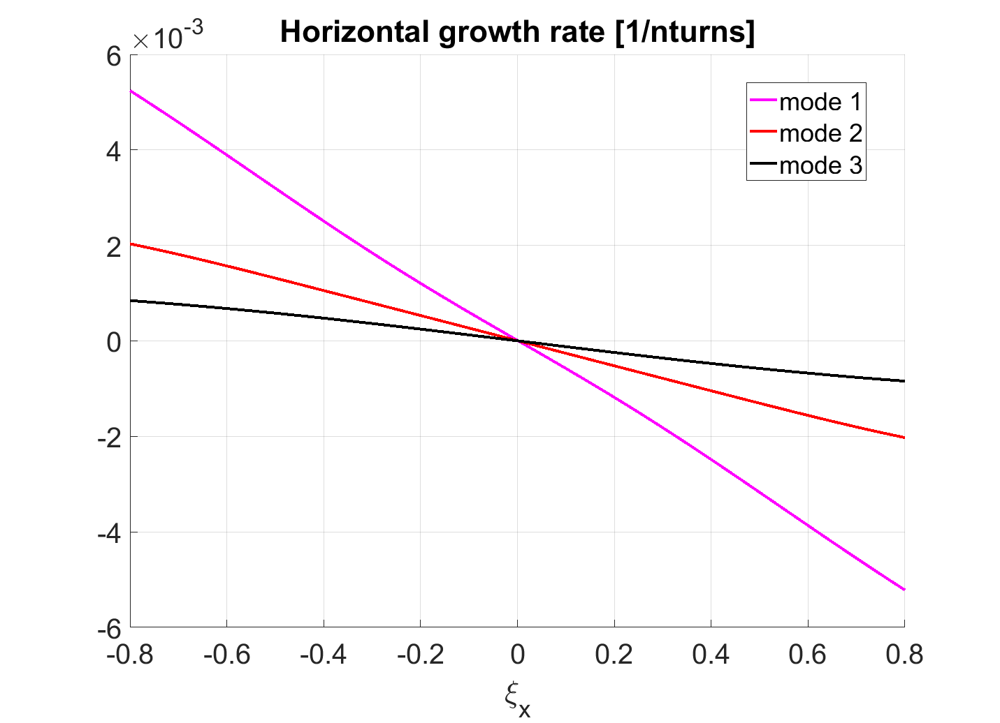 Horizontal growth rate [1/nturns]
×10-3
6
4
2
0
-2
-4
-6
mode 1
mode 2
mode 3
-0.8 -0.6 -0.4 -0.2 0 0.2 0.4 0.6 0.8
ξx